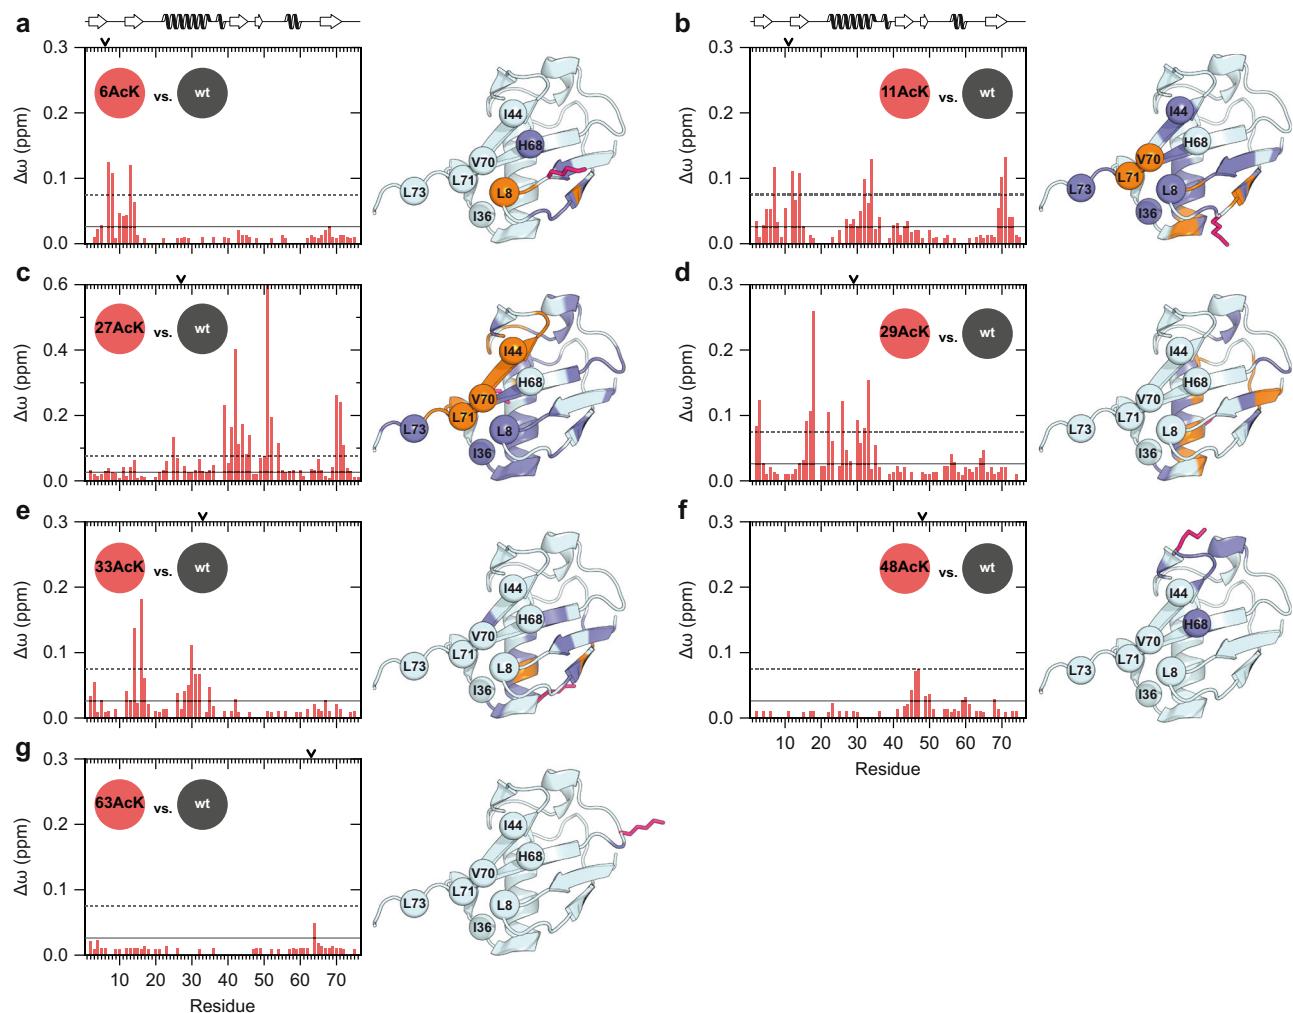 a
0.3
0.2
0.1
0.0
Δω (ppm)
6AcK vs. wt
I44
H68
V70
L71
L73
L8
I36
b
0.3
0.2
0.1
0.0
Δω (ppm)
11AcK vs. wt
I44
H68
V70
L71
L73
L8
I36
c
0.6
0.4
0.2
0.0
Δω (ppm)
27AcK vs. wt
I44
H68
V70
L71
L73
L8
I36
d
0.3
0.2
0.1
0.0
Δω (ppm)
29AcK vs. wt
I44
H68
V70
L71
L73
L8
I36
e
0.3
0.2
0.1
0.0
Δω (ppm)
33AcK vs. wt
I44
H68
V70
L71
L73
L8
I36
f
0.3
0.2
0.1
0.0
Δω (ppm)
48AcK vs. wt
10 20 30 40 50 60 70
Residue
I44
H68
V70
L71
L73
L8
I36
g
0.3
0.2
0.1
0.0
Δω (ppm)
63AcK vs. wt
10 20 30 40 50 60 70
Residue
I44
H68
V70
L71
L73
L8
I36